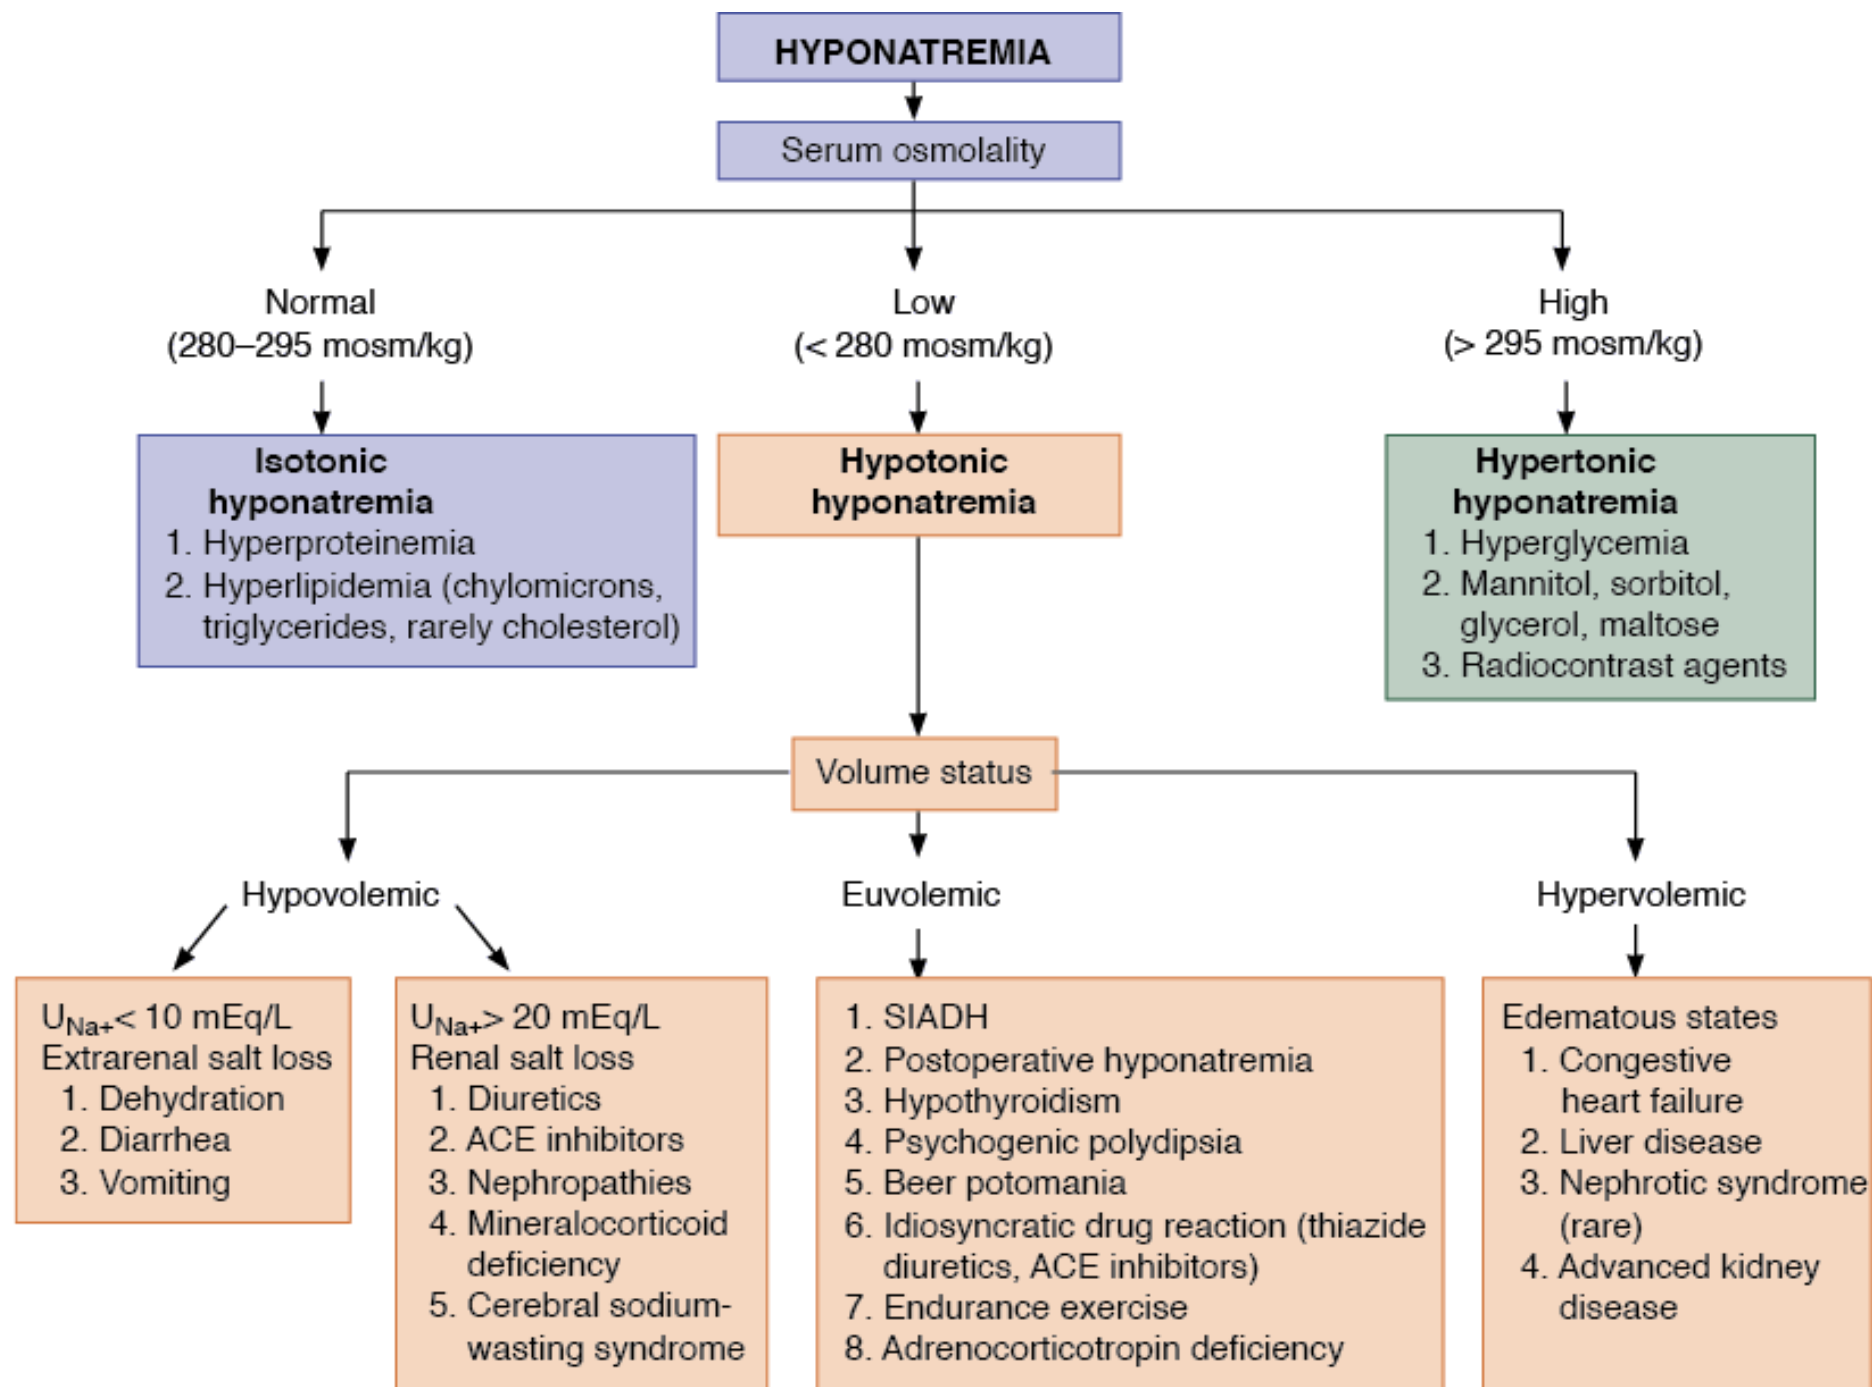 HYPONATREMIA
Serum osmolality
Normal
(280–295 mosm/kg)
Low
(< 280 mosm/kg)
High
(> 295 mosm/kg)
Isotonic
hyponatremia
1. Hyperproteinemia
2. Hyperlipidemia (chylomicrons,
triglycerides, rarely cholesterol)
Hypotonic
hyponatremia
Hypertonic
hyponatremia
1. Hyperglycemia
2. Mannitol, sorbitol,
glycerol, maltose
3. Radiocontrast agents
Volume status
Hypovolemic
Euvolemic
Hypervolemic
UNa+< 10 mEq/L
Extrarenal salt loss
1. Dehydration
2. Diarrhea
3. Vomiting
UNa+> 20 mEq/L
Renal salt loss
1. Diuretics
2. ACE inhibitors
3. Nephropathies
4. Mineralocorticoid
deficiency
5. Cerebral sodium-
wasting syndrome
1. SIADH
2. Postoperative hyponatremia
3. Hypothyroidism
4. Psychogenic polydipsia
5. Beer potomania
6. Idiosyncratic drug reaction (thiazide
diuretics, ACE inhibitors)
7. Endurance exercise
8. Adrenocorticotropin deficiency
Edematous states
1. Congestive
heart failure
2. Liver disease
3. Nephrotic syndrome
(rare)
4. Advanced kidney
disease